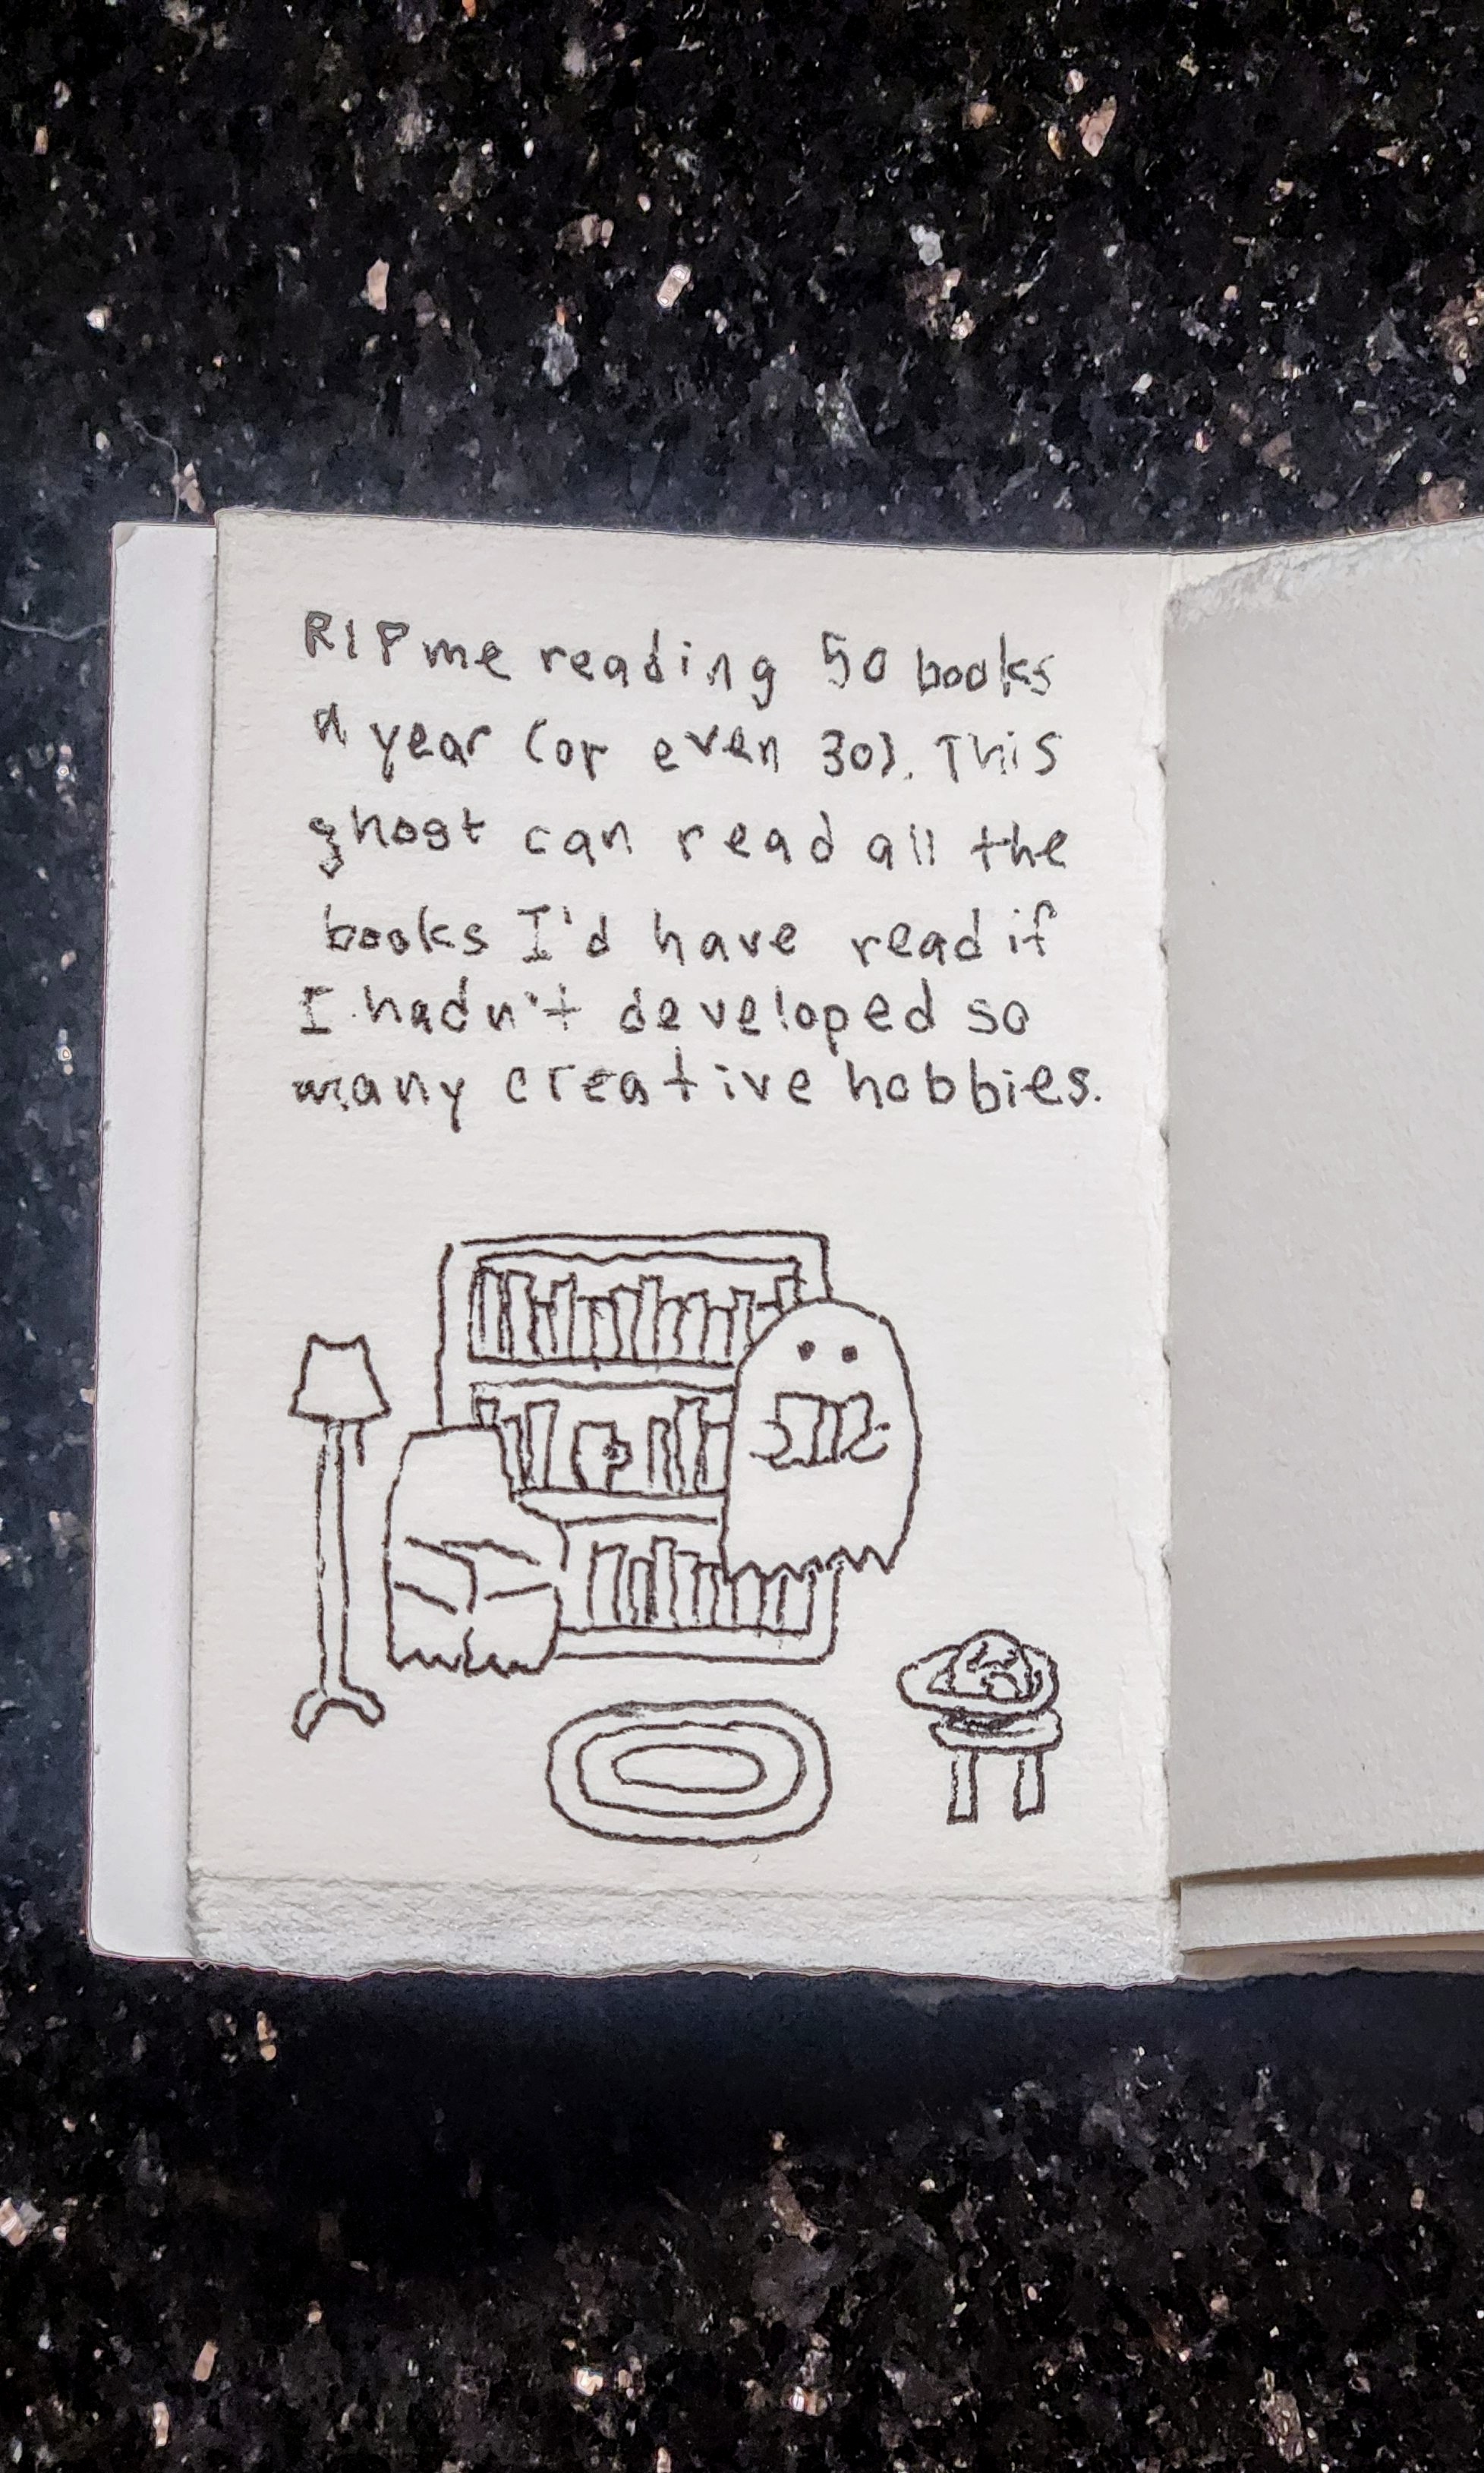 RIP me reading 50 books
a year (or even 30). This
ghost can read all the
books I'd have read if
I hadn't developed so
many creative hobbies.